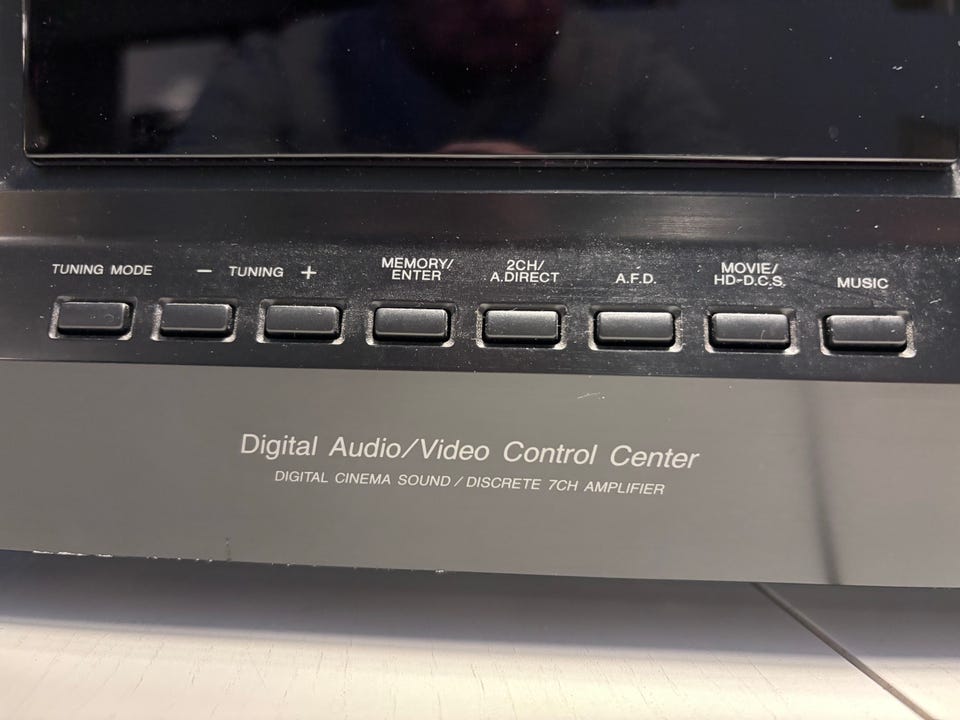 TUNING MODE
− TUNING +
MEMORY/
ENTER
2CH/
A.DIRECT
A.F.D.
MOVIE/
HD-D.C.S.
MUSIC
Digital Audio/Video Control Center
DIGITAL CINEMA SOUND / DISCRETE 7CH AMPLIFIER